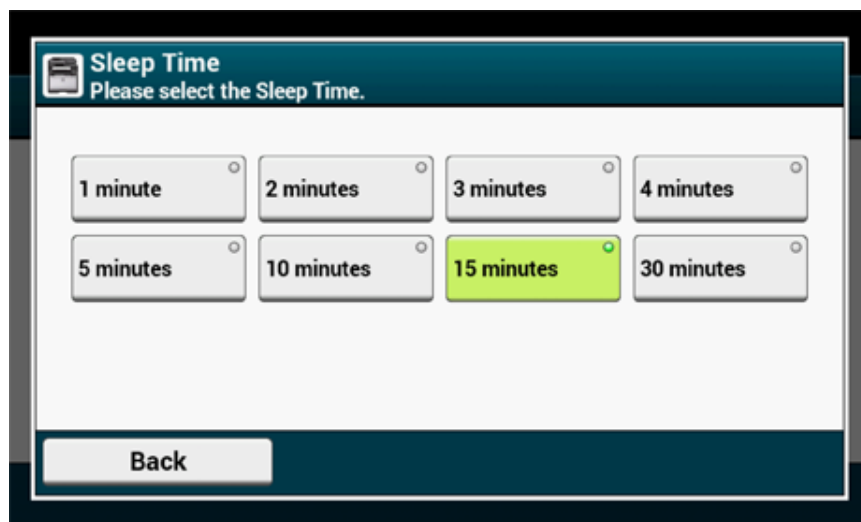 Sleep Time
Please select the Sleep Time.
1 minute
2 minutes
3 minutes
4 minutes
5 minutes
10 minutes
15 minutes
30 minutes
Back